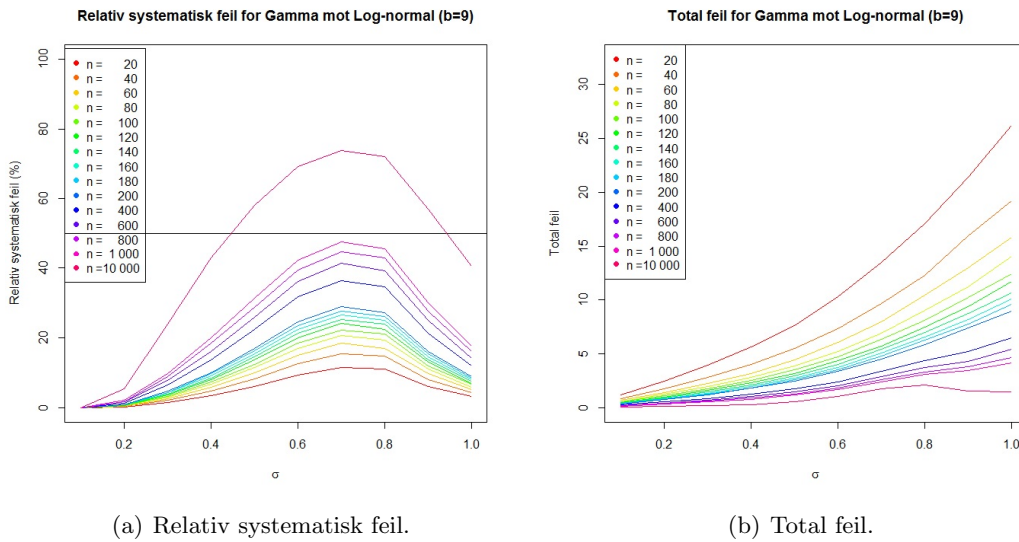 Relativ systematisk feil for Gamma mot Log-normal (b=9)
Relativ systematisk feil (%)
100
80
60
40
20
0
n = 20
n = 40
n = 60
n = 80
n = 100
n = 120
n = 140
n = 160
n = 180
n = 200
n = 400
n = 600
n = 800
n = 1 000
n =10 000
0.2 0.4 0.6 0.8 1.0
σ
(a) Relativ systematisk feil.
Total feil for Gamma mot Log-normal (b=9)
Total feil
30
25
20
15
10
5
0
n = 20
n = 40
n = 60
n = 80
n = 100
n = 120
n = 140
n = 160
n = 180
n = 200
n = 400
n = 600
n = 800
n = 1 000
n =10 000
0.2 0.4 0.6 0.8 1.0
σ
(b) Total feil.